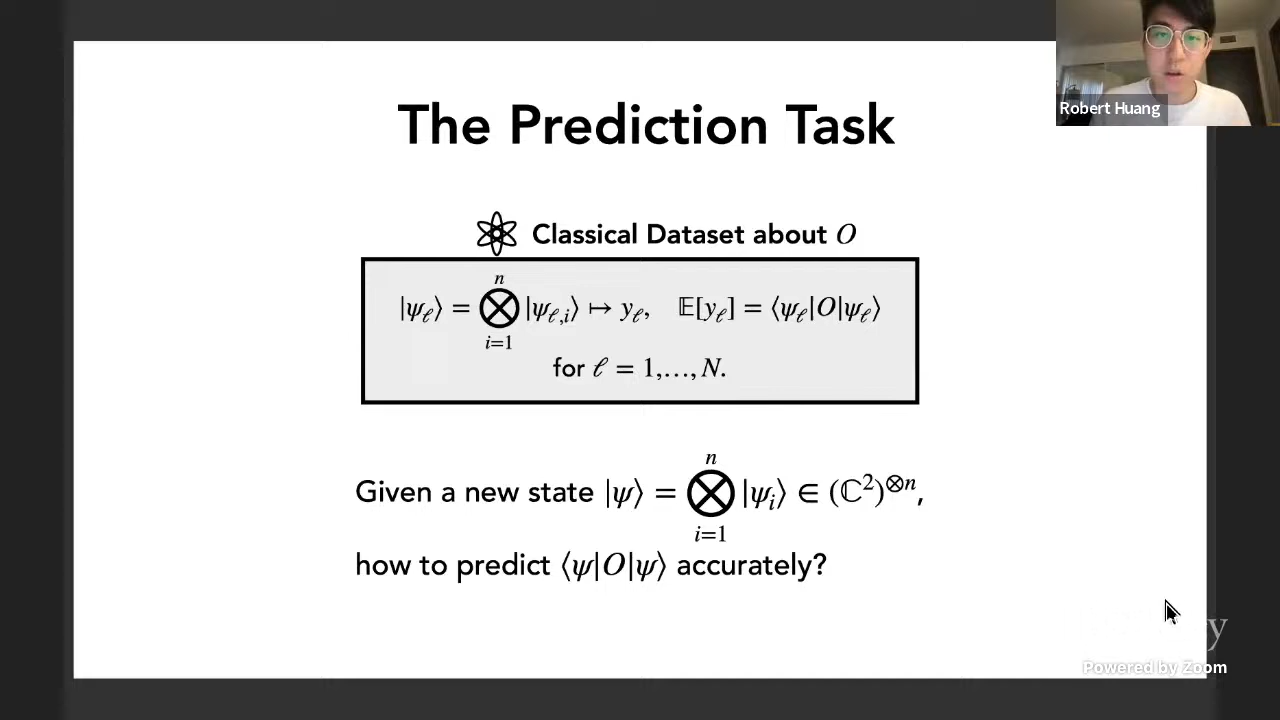 Robert Huang
The Prediction Task
Classical Dataset about O
|ψ_ℓ⟩ = ⨂_{i=1}^{n} |ψ_{ℓ,i}⟩ ↦ y_ℓ, 𝔼[y_ℓ] = ⟨ψ_ℓ|O|ψ_ℓ⟩
for ℓ = 1,…,N.
Given a new state |ψ⟩ = ⨂_{i=1}^{n} |ψ_i⟩ ∈ (ℂ²)^{⊗n},
how to predict ⟨ψ|O|ψ⟩ accurately?
Powered by Zoom